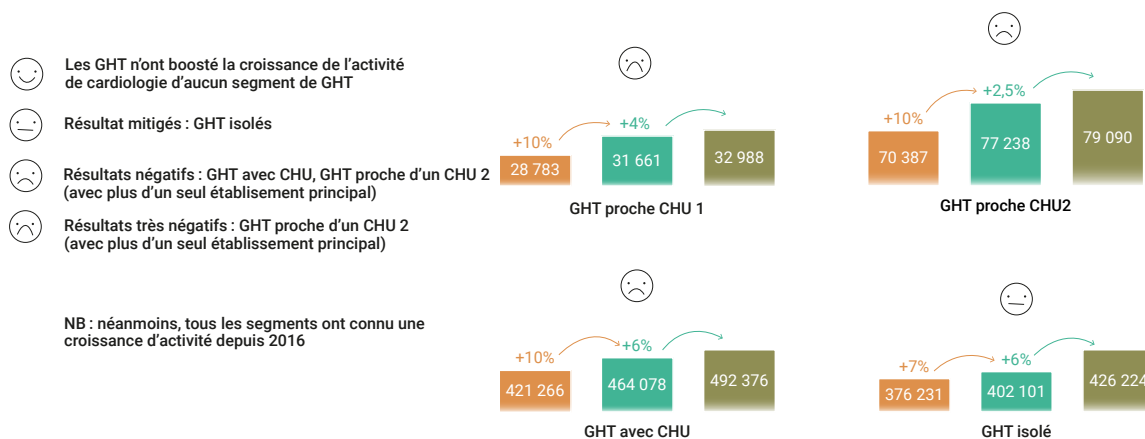 Les GHT n'ont boosté la croissance de l'activité
de cardiologie d'aucun segment de GHT
Résultat mitigés : GHT isolés
Résultats négatifs : GHT avec CHU, GHT proche d'un CHU 2
(avec plus d'un seul établisement principal)
Résultats très négatifs : GHT proche d'un CHU 2
(avec plus d'un seul établissement principal)
NB : néanmoins, tous les segments ont connu une
croissance d'activité depuis 2016
+10%
+4%
28 783
31 661
32 988
GHT proche CHU 1
+10%
+2,5%
70 387
77 238
79 090
GHT proche CHU2
+10%
+6%
421 266
464 078
492 376
GHT avec CHU
+7%
+6%
376 231
402 101
426 224
GHT isolé